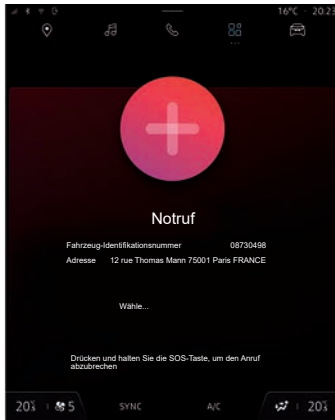 16°C · 20:23
Notruf
Fahrzeug-Identifikationsnummer 08730498
Adresse 12 rue Thomas Mann 75001 Paris FRANCE
Wähle...
Drücken und halten Sie die SOS-Taste, um den Anruf
abzubrechen
20 5 SYNC A/C 20